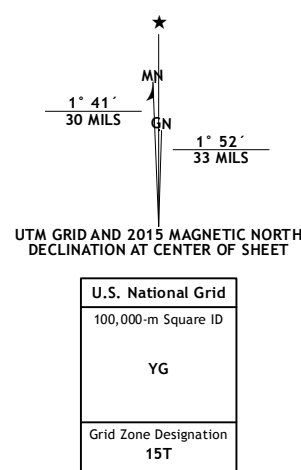 ★
MN
1° 41´
30 MILS
GN
1° 52´
33 MILS
UTM GRID AND 2015 MAGNETIC NORTH
DECLINATION AT CENTER OF SHEET
U.S. National Grid
100,000-m Square ID
YG
Grid Zone Designation
15T